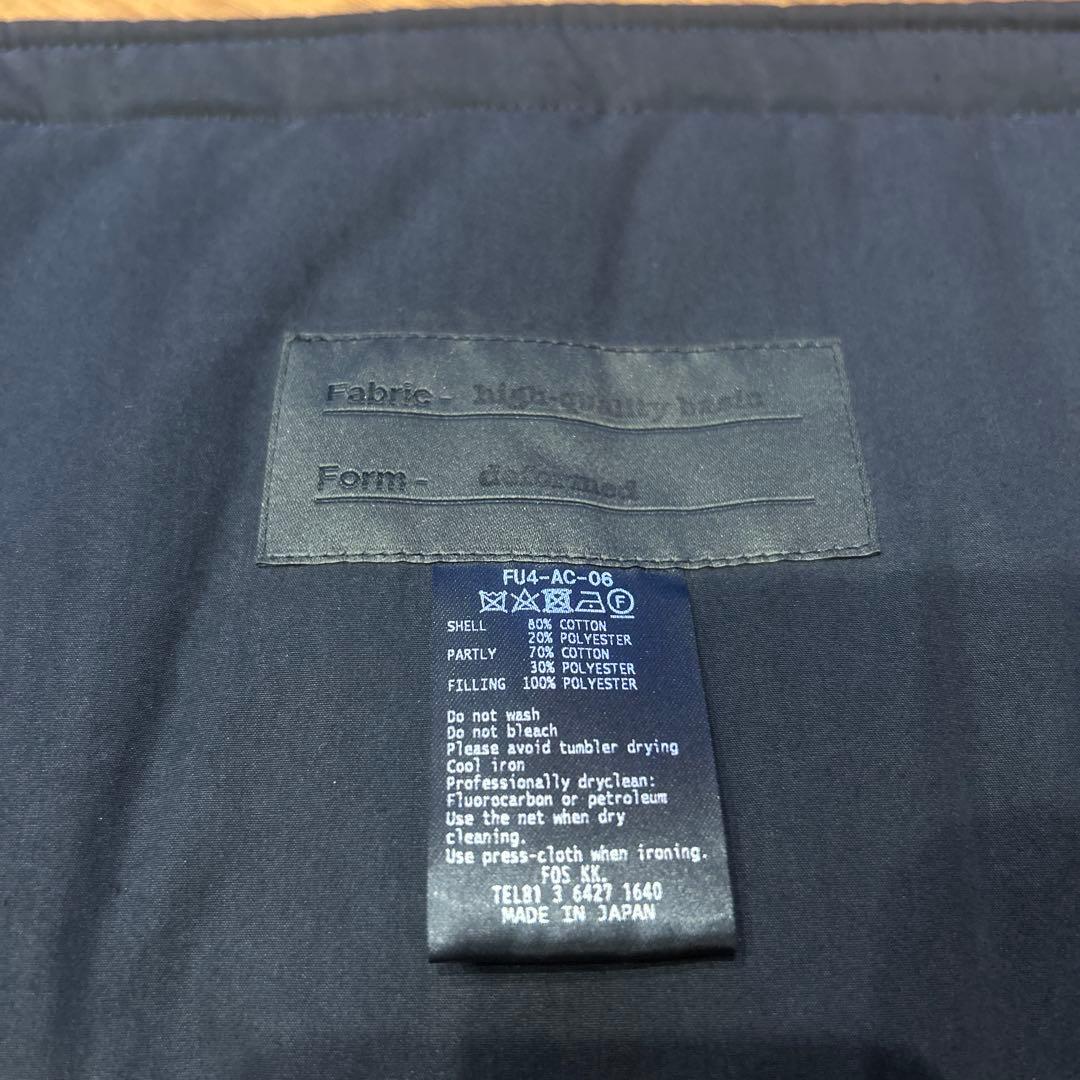 Fabric - high-quality basin
Form - deformed
FU4-AC-06
F
SHELL 80% COTTON
20% POLYESTER
PARTLY 70% COTTON
30% POLYESTER
FILLING 100% POLYESTER
Do not wash
Do not bleach
Please avoid tumbler drying
Cool iron
Professionally dryclean:
Fluorocarbon or petroleum
Use the net when dry
cleaning.
Use press-cloth when ironing.
FOS KK.
TEL81 3 6427 1640
MADE IN JAPAN